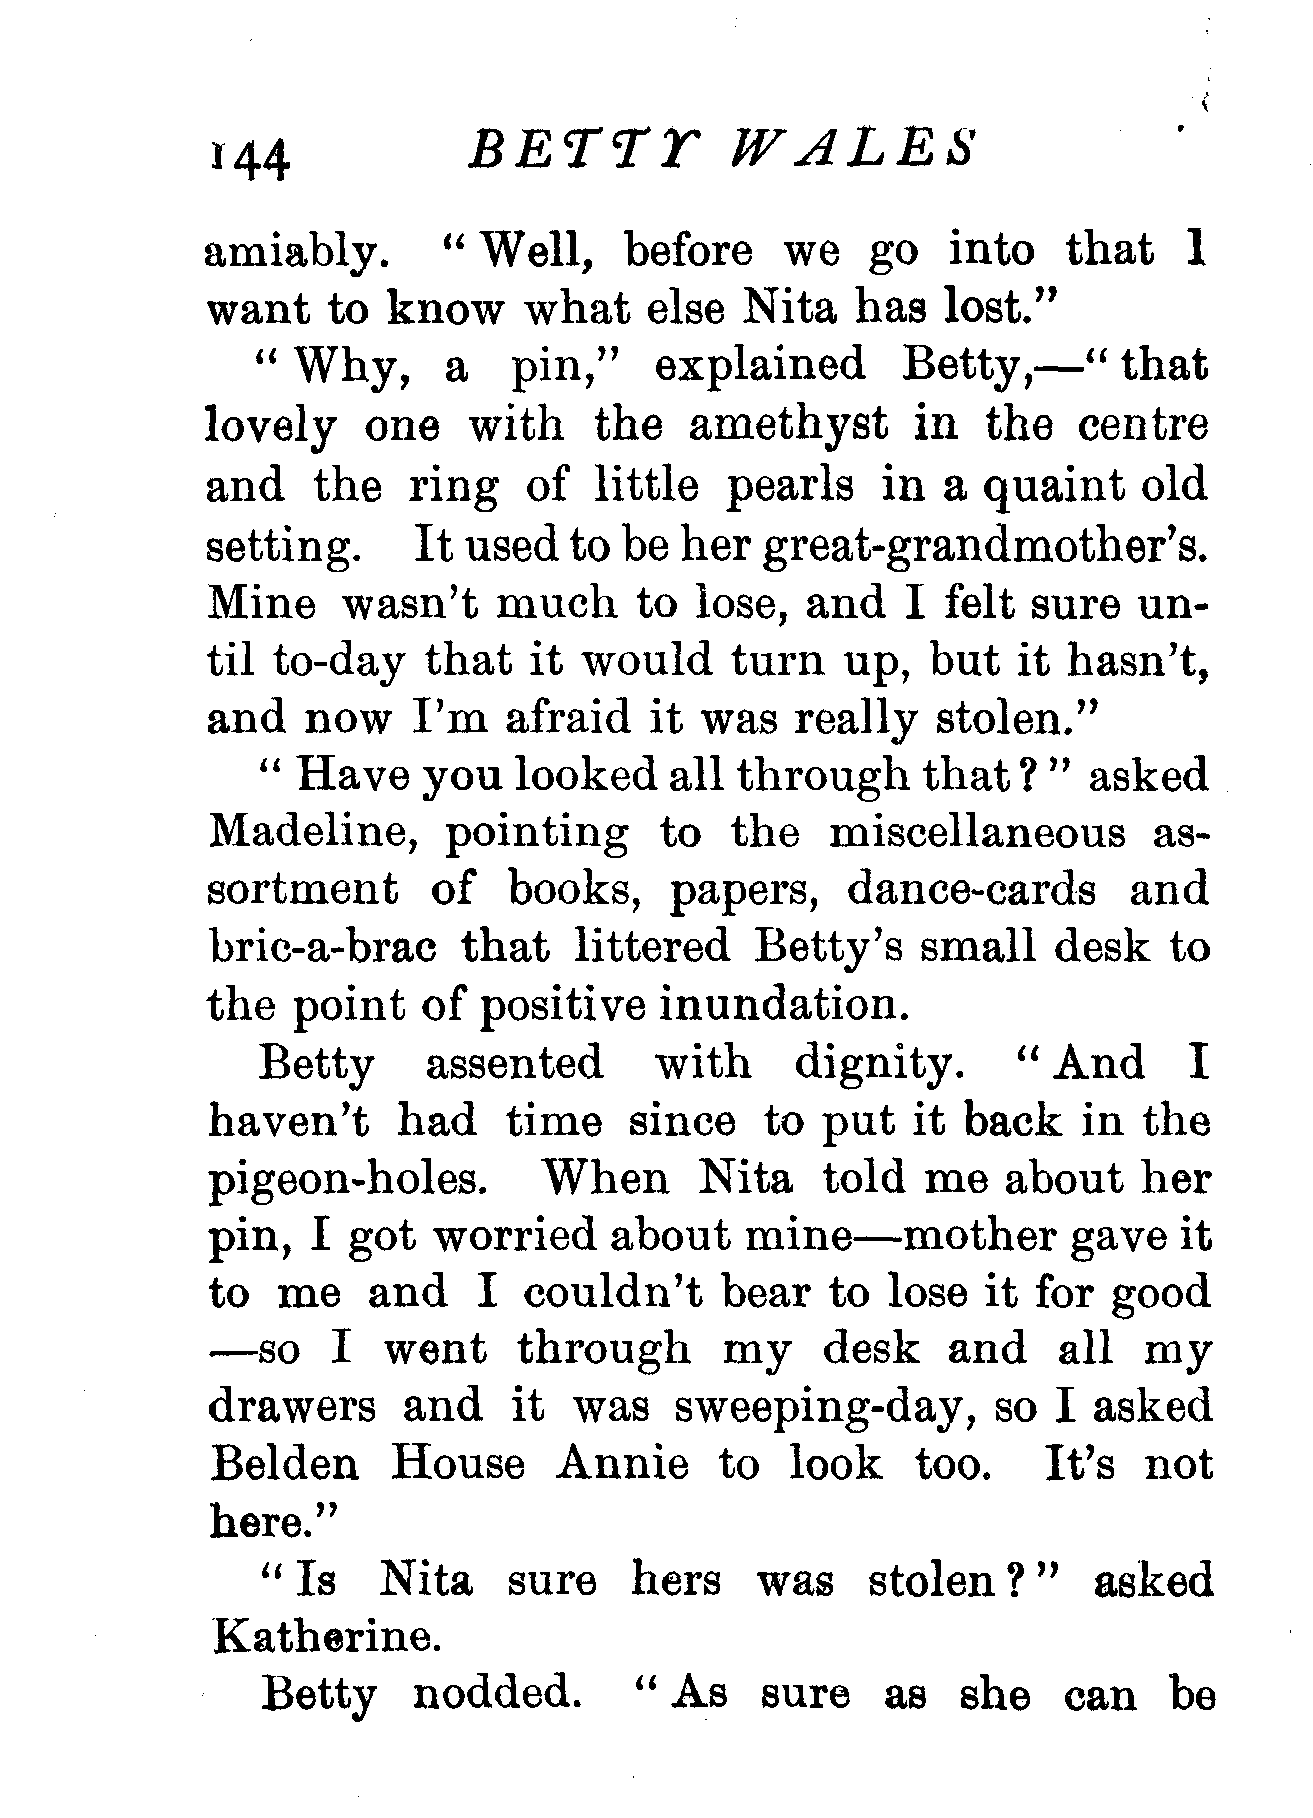 144 BETTY WALES
amiably. “Well, before we go into that I
want to know what else Nita has lost.”
“Why, a pin,” explained Betty,—“that
lovely one with the amethyst in the centre
and the ring of little pearls in a quaint old
setting. It used to be her great-grandmother’s.
Mine wasn’t much to lose, and I felt sure un-
til to-day that it would turn up, but it hasn’t,
and now I’m afraid it was really stolen.”
“Have you looked all through that?” asked
Madeline, pointing to the miscellaneous as-
sortment of books, papers, dance-cards and
bric-a-brac that littered Betty’s small desk to
the point of positive inundation.
Betty assented with dignity. “And I
haven’t had time since to put it back in the
pigeon-holes. When Nita told me about her
pin, I got worried about mine—mother gave it
to me and I couldn’t bear to lose it for good
—so I went through my desk and all my
drawers and it was sweeping-day, so I asked
Belden House Annie to look too. It’s not
here.”
“Is Nita sure hers was stolen?” asked
Katherine.
Betty nodded. “As sure as she can be